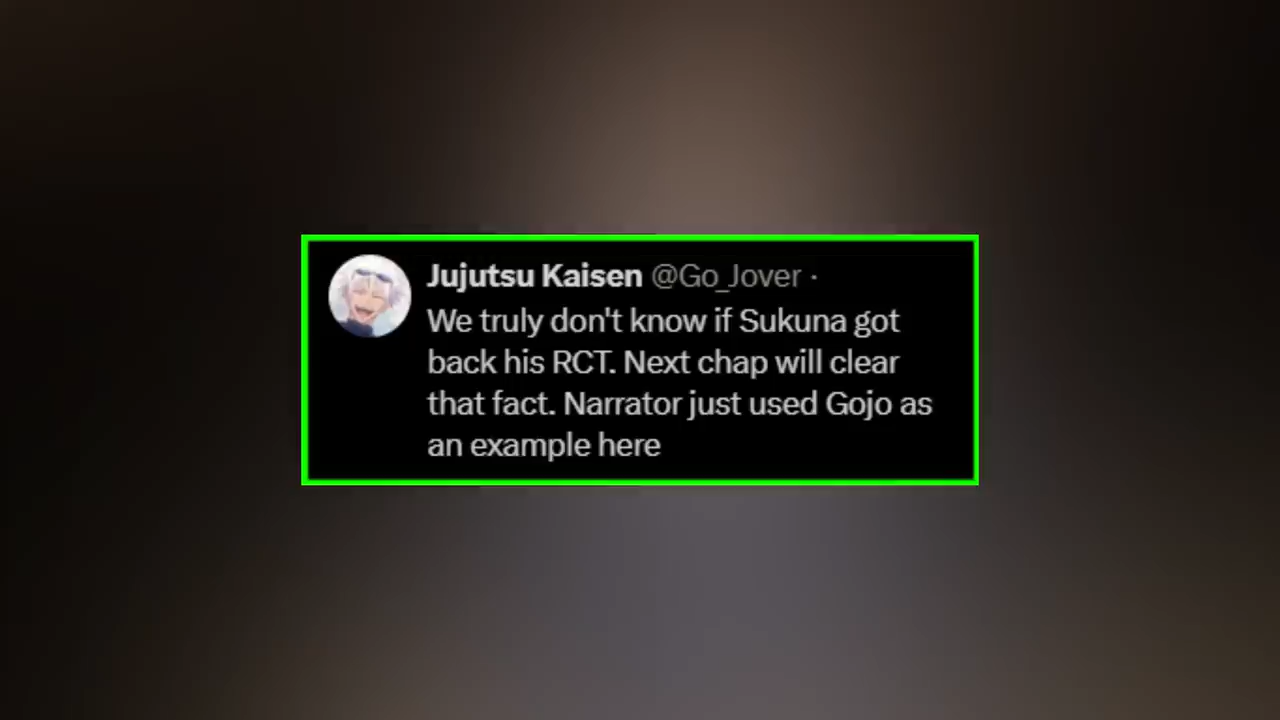 Jujutsu Kaisen @Go_Jover ·
We truly don't know if Sukuna got
back his RCT. Next chap will clear
that fact. Narrator just used Gojo as
an example here